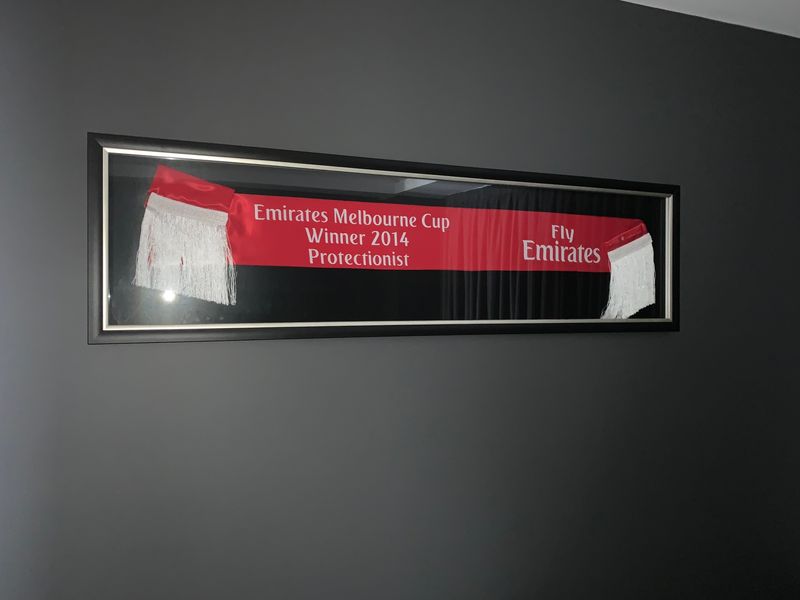 Emirates Melbourne Cup
Winner 2014
Protectionist
Fly
Emirates